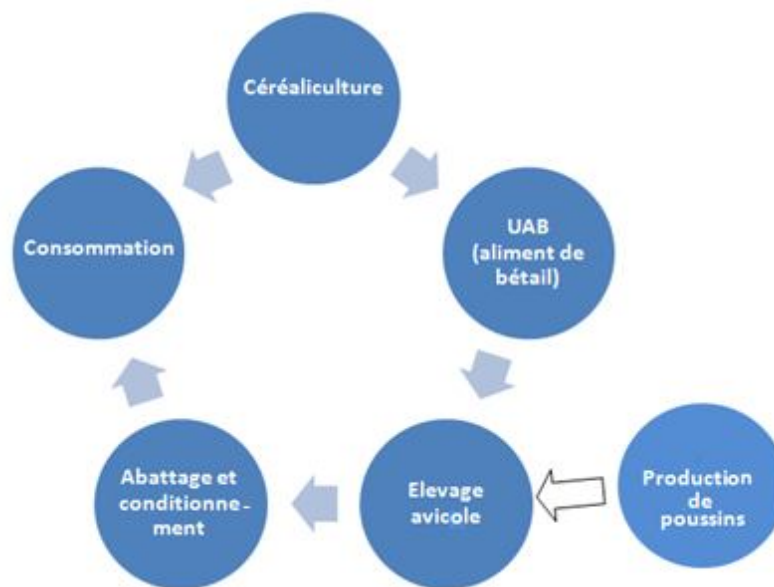 Céréaliculture
UAB
(aliment de
bétail)
Consommation
Production
de
poussins
Elevage
avicole
Abattage et
conditionne-
ment